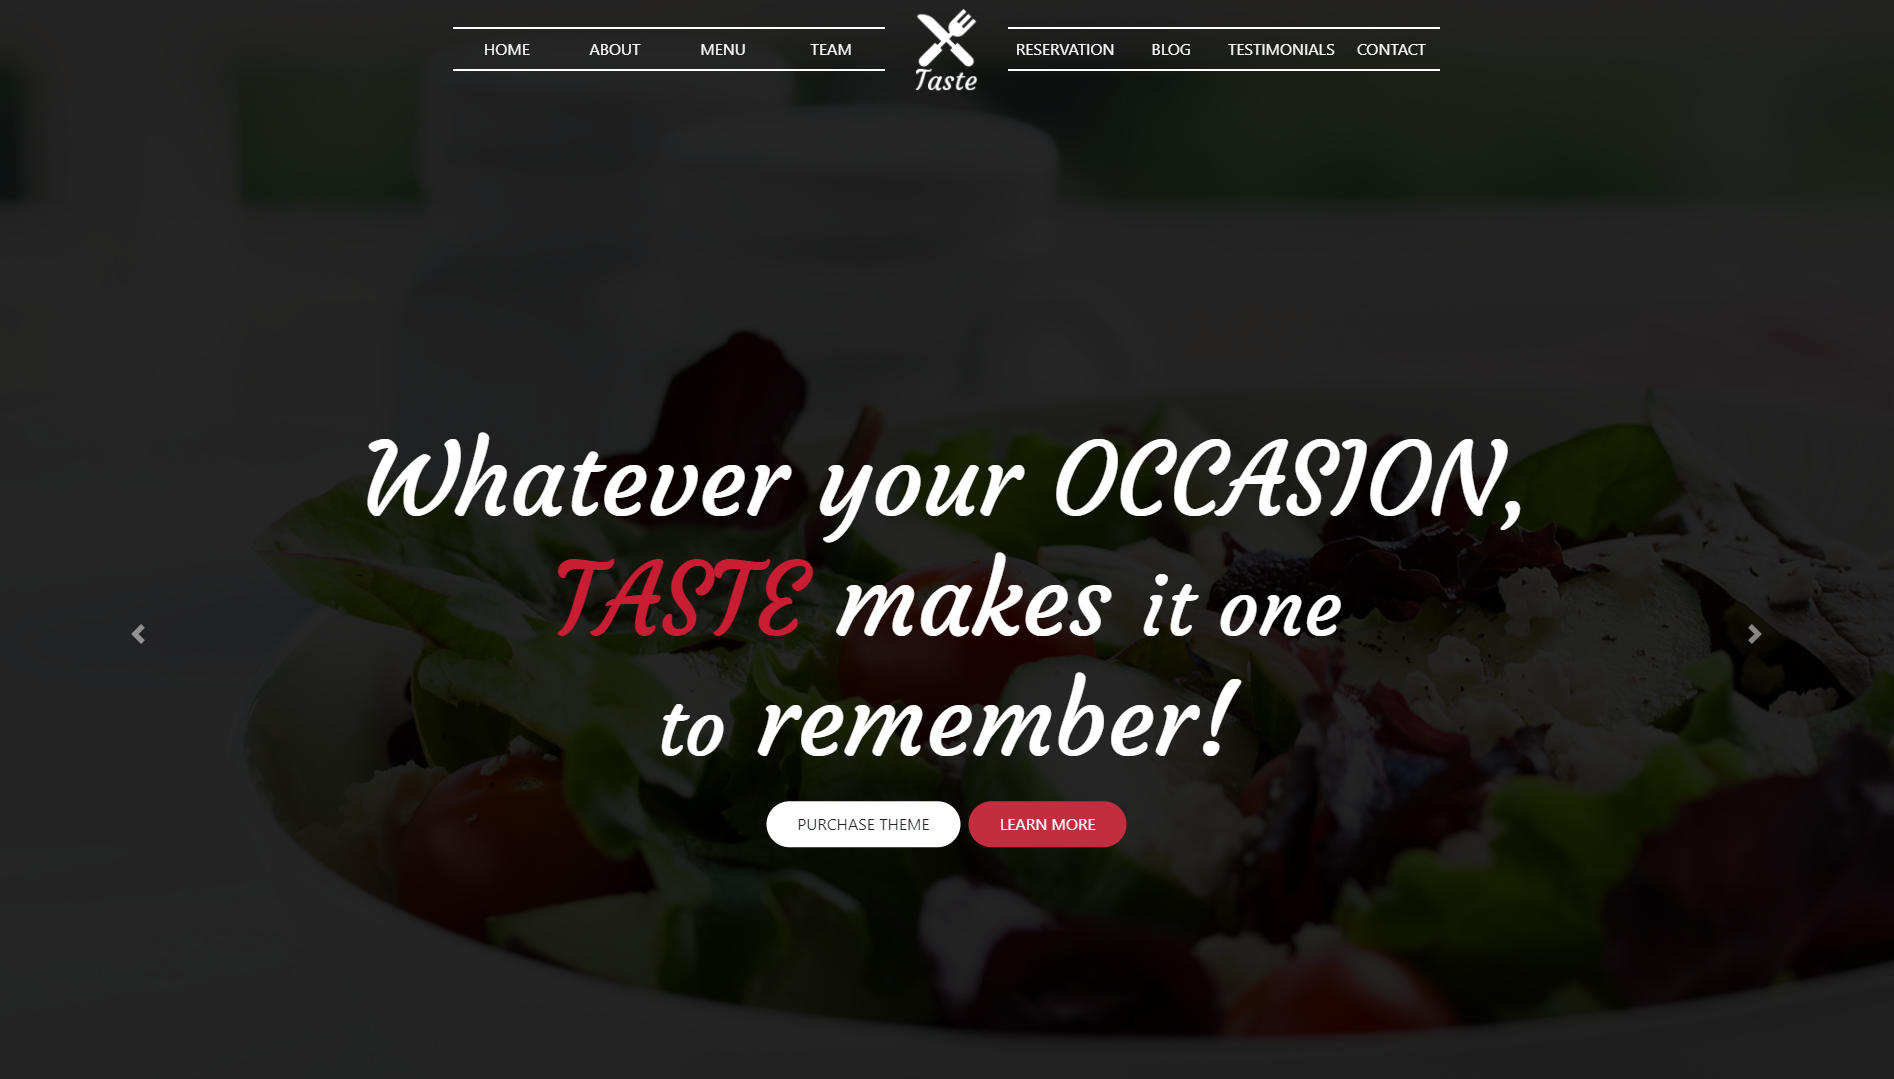 HOME ABOUT MENU TEAM
Taste
RESERVATION BLOG TESTIMONIALS CONTACT
Whatever your OCCASION,
TASTE makes it one
to remember!
PURCHASE THEME LEARN MORE